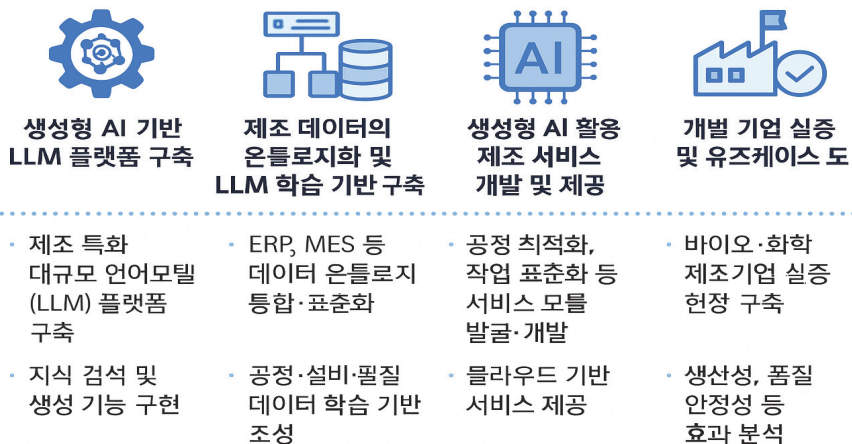 AI
생성형 AI 기반
LLM 플랫폼 구축
제조 데이터의
온틀로지화 및
LLM 학습 기반 구축
생성형 AI 활용
제조 서비스
개발 및 제공
개벌 기업 실증
및 유즈케이스 도
· 제조 특화
대규모 언어모텔
(LLM) 플랫폼
구축
· 지식 검석 및
생성 기능 구현
· ERP, MES 등
데이터 온틀로지
틍합·표춘화
· 공정·설비·필질
데이터 학습 기반
조성
· 공정 최적화,
작업 표춘화 등
서비스 모틀
발굴·개발
· 믈라우드 기반
서비스 제공
· 바이오·화학
제조기업 실증
헌장 구축
· 생산성, 폼질
안정성 등
효과 분석